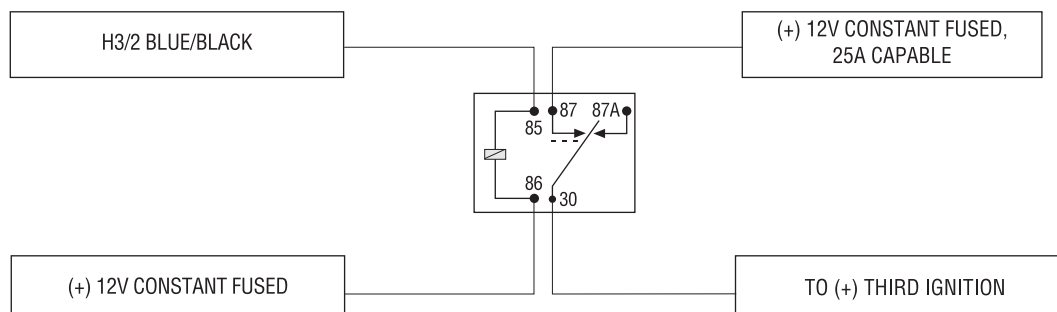 H3/2 BLUE/BLACK
(+) 12V CONSTANT FUSED,
25A CAPABLE
87 87A
85
86
30
(+) 12V CONSTANT FUSED
TO (+) THIRD IGNITION